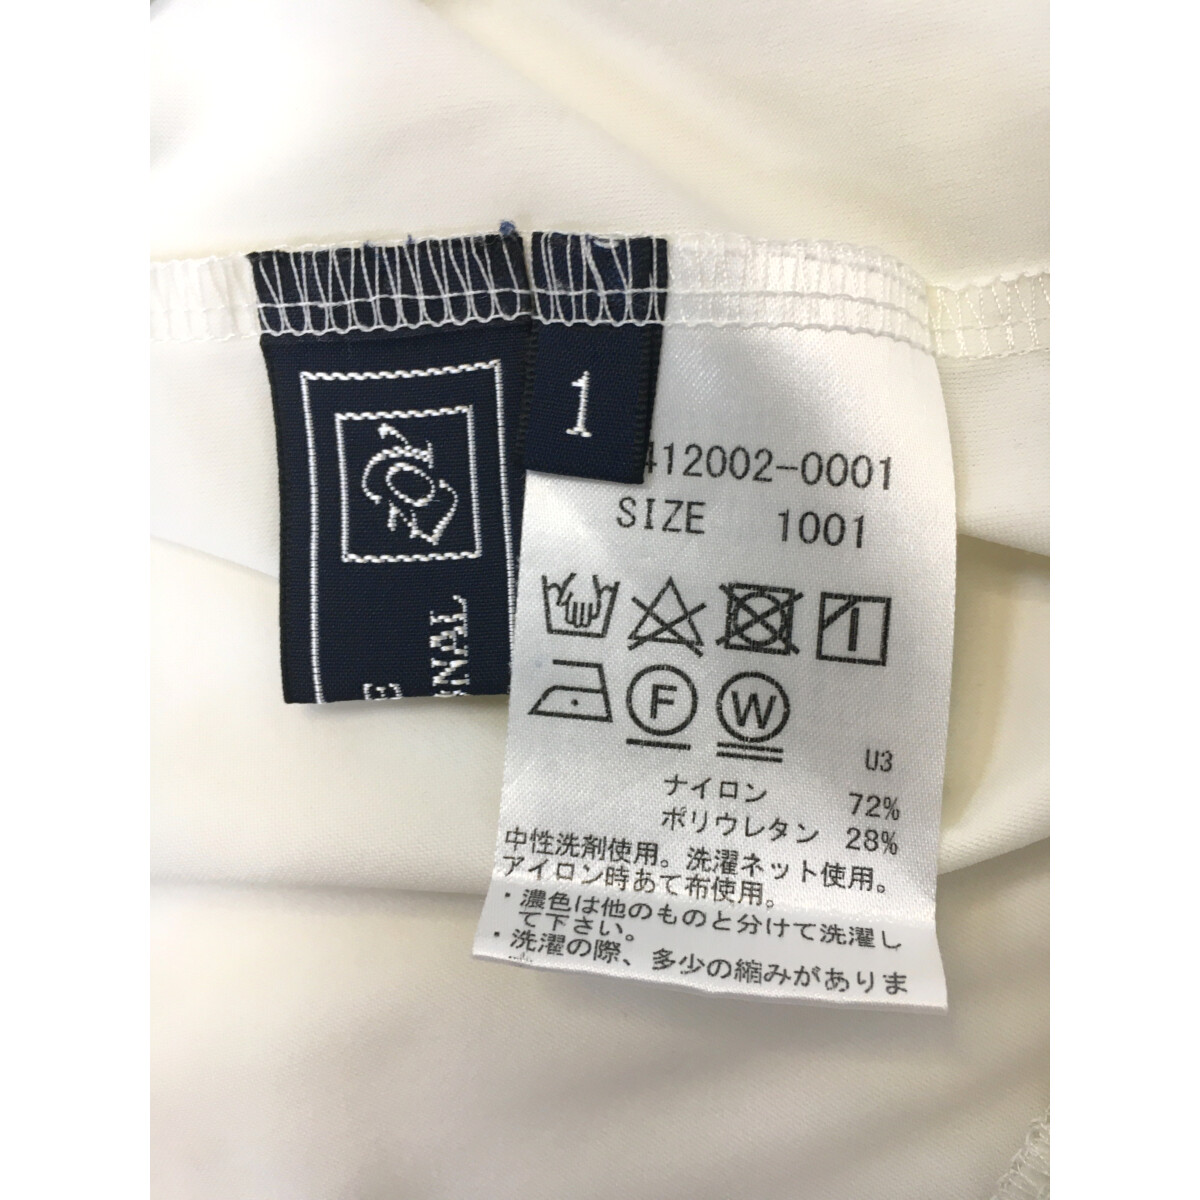 ZOY
1
412002-0001
SIZE 1001
F W
U3
ナイロン 72%
ポリウレタン 28%
中性洗剤使用。洗濯ネット使用。
アイロン時あて布使用。
・濃色は他のものと分けて洗濯し
て下さい。
・洗濯の際、多少の縮みがありま